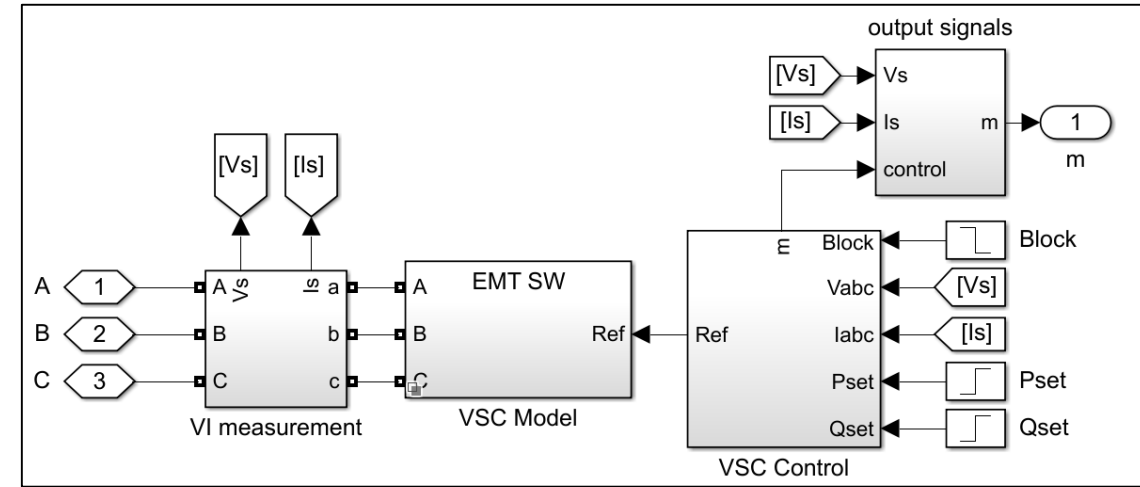 output signals
[Vs]
Vs
[Is]
Is
m
1
m
control
[Vs]
[Is]
m
Block
Block
A
1
A
Vs
Is
a
A
EMT SW
Vabc
[Vs]
B
2
B
b
B
Ref
Ref
Iabc
[Is]
C
3
C
c
C
Pset
Pset
VI measurement
VSC Model
Qset
Qset
VSC Control